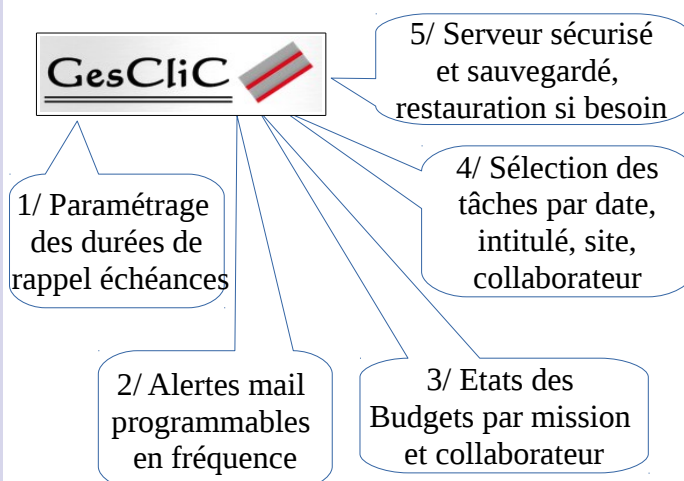 GesCliC
1/ Paramétrage
des durées de
rappel échéances
2/ Alertes mail
programmables
en fréquence
3/ Etats des
Budgets par mission
et collaborateur
4/ Sélection des
tâches par date,
intitulé, site,
collaborateur
5/ Serveur sécurisé
et sauvegardé,
restauration si besoin